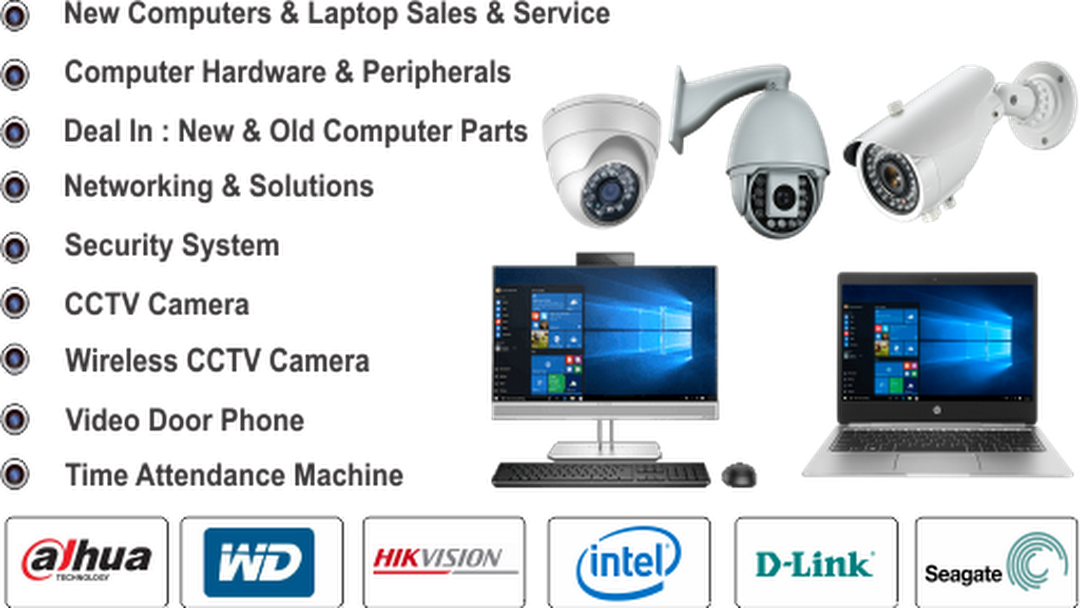 New Computers & Laptop Sales & Service
Computer Hardware & Peripherals
Deal In : New & Old Computer Parts
Networking & Solutions
Security System
CCTV Camera
Wireless CCTV Camera
Video Door Phone
Time Attendance Machine
alhua
TECHNOLOGY
WD
HIKVISION
intel
D-Link
Seagate